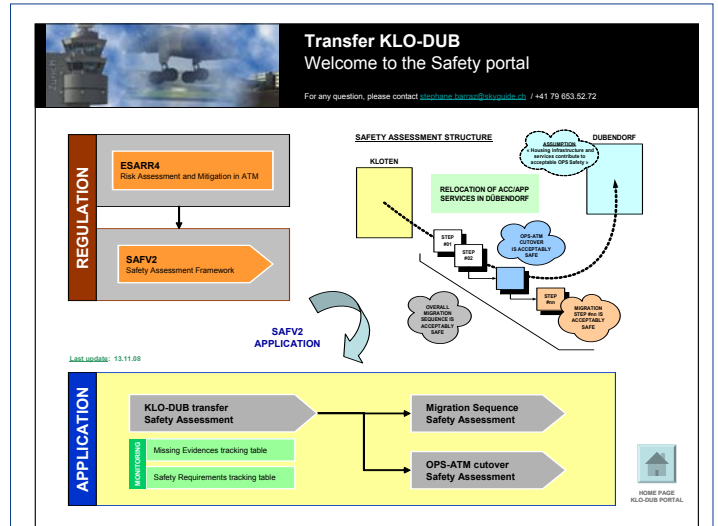 Zürich
Transfer KLO-DUB
Welcome to the Safety portal
For any question, please contact stephane.barraz@skyguide.ch / +41 79 653.52.72
REGULATION
ESARR4
Risk Assessment and Mitigation in ATM
SAFV2
Safety Assessment Framework
SAFETY ASSESSMENT STRUCTURE
KLOTEN
DUBENDORF
ASSUMPTION
« Housing infrastructure and
services contribute to
acceptable OPS Safety »
RELOCATION OF ACC/APP
SERVICES IN DÜBENDORF
STEP
#01
STEP
#02
OPS-ATM
CUTOVER
IS ACCEPTABLY
SAFE
STEP
#nn
OVERALL
MIGRATION
SEQUENCE IS
ACCEPTABLY
SAFE
MIGRATION
STEP #nn IS
ACCEPTABLY
SAFE
SAFV2
APPLICATION
Last update: 13.11.08
APPLICATION
KLO-DUB transfer
Safety Assessment
MONITORING
Missing Evidences tracking table
Safety Requirements tracking table
Migration Sequence
Safety Assessment
OPS-ATM cutover
Safety Assessment
HOME PAGE
KLO-DUB PORTAL